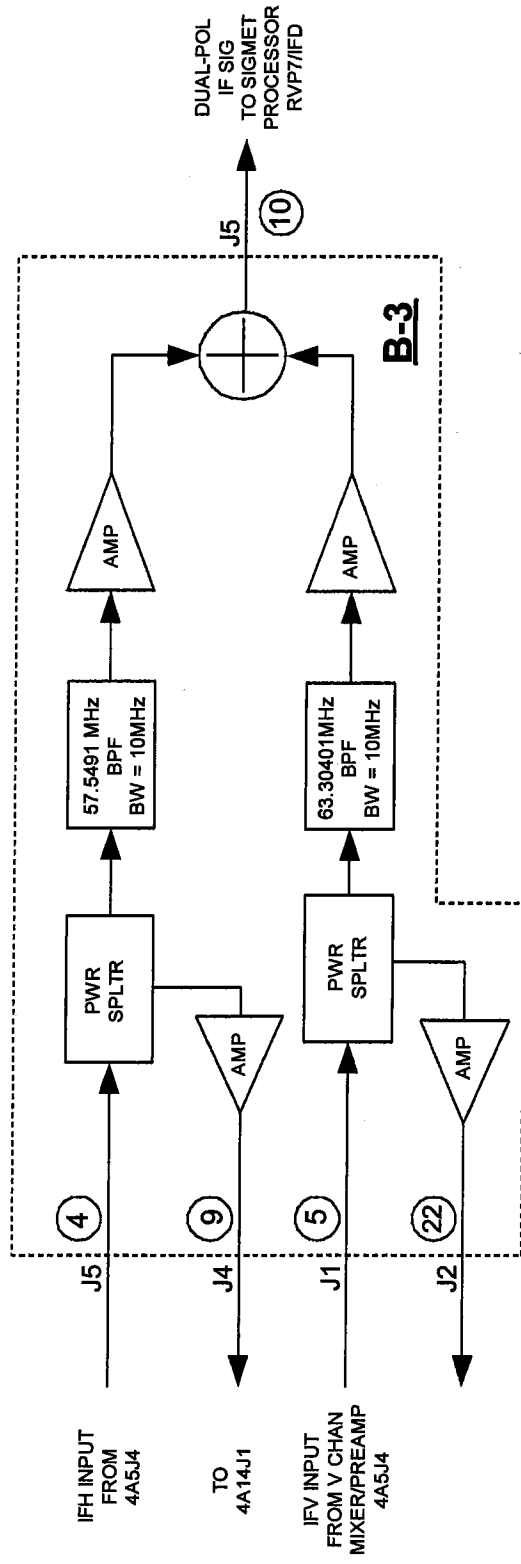 IFH INPUT
FROM
4A5J4
J5
4
PWR
SPLTR
57.5491 MHz
BPF
BW = 10MHz
AMP
TO
4A14J1
J4
9
AMP
IFV INPUT
FROM V CHAN
MIXER/PREAMP
4A5J4
J1
5
PWR
SPLTR
63.30401MHz
BPF
BW = 10MHz
AMP
J2
22
AMP
B-3
J5
10
DUAL-POL
IF SIG
TO SIGMET
PROCESSOR
RVP7/IFD